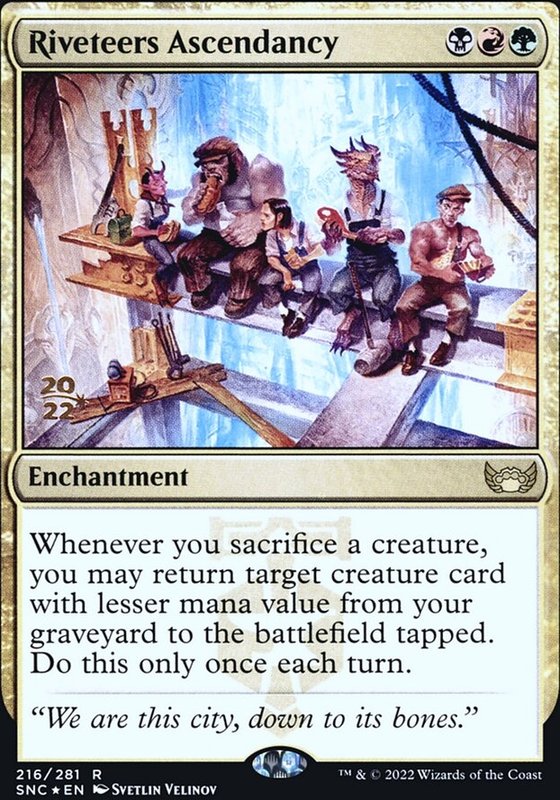 Riveteers Ascendancy
20
22
Enchantment
Whenever you sacrifice a creature,
you may return target creature card
with lesser mana value from your
graveyard to the battlefield tapped.
Do this only once each turn.
“We are this city, down to its bones.”
216/281 R
SNC ★ EN Svetlin Velinov
™ & © 2022 Wizards of the Coast